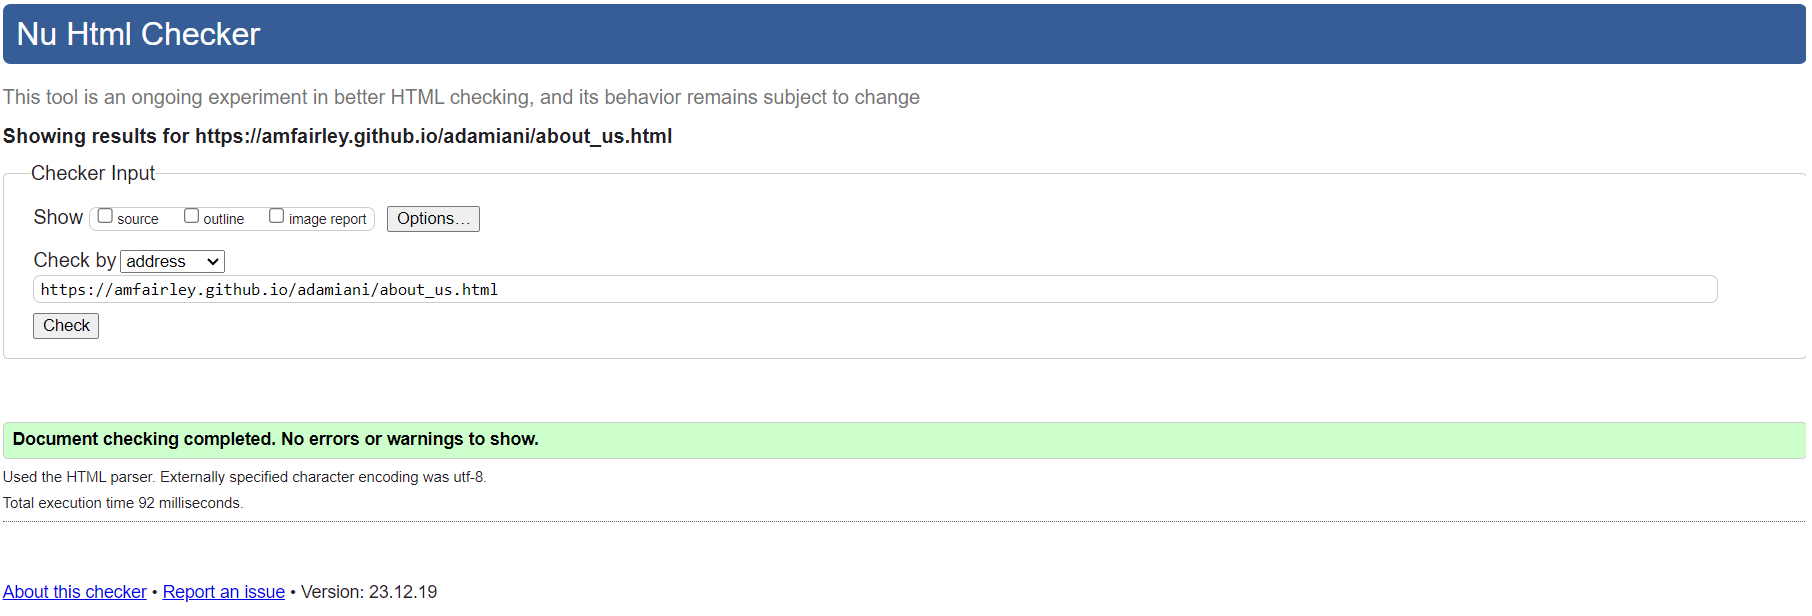 Nu Html Checker
This tool is an ongoing experiment in better HTML checking, and its behavior remains subject to change
Showing results for https://amfairley.github.io/adamiani/about_us.html
Checker Input
Show source outline image report Options...
Check by address
https://amfairley.github.io/adamiani/about_us.html
Check
Document checking completed. No errors or warnings to show.
Used the HTML parser. Externally specified character encoding was utf-8.
Total execution time 92 milliseconds.
About this checker • Report an issue • Version: 23.12.19